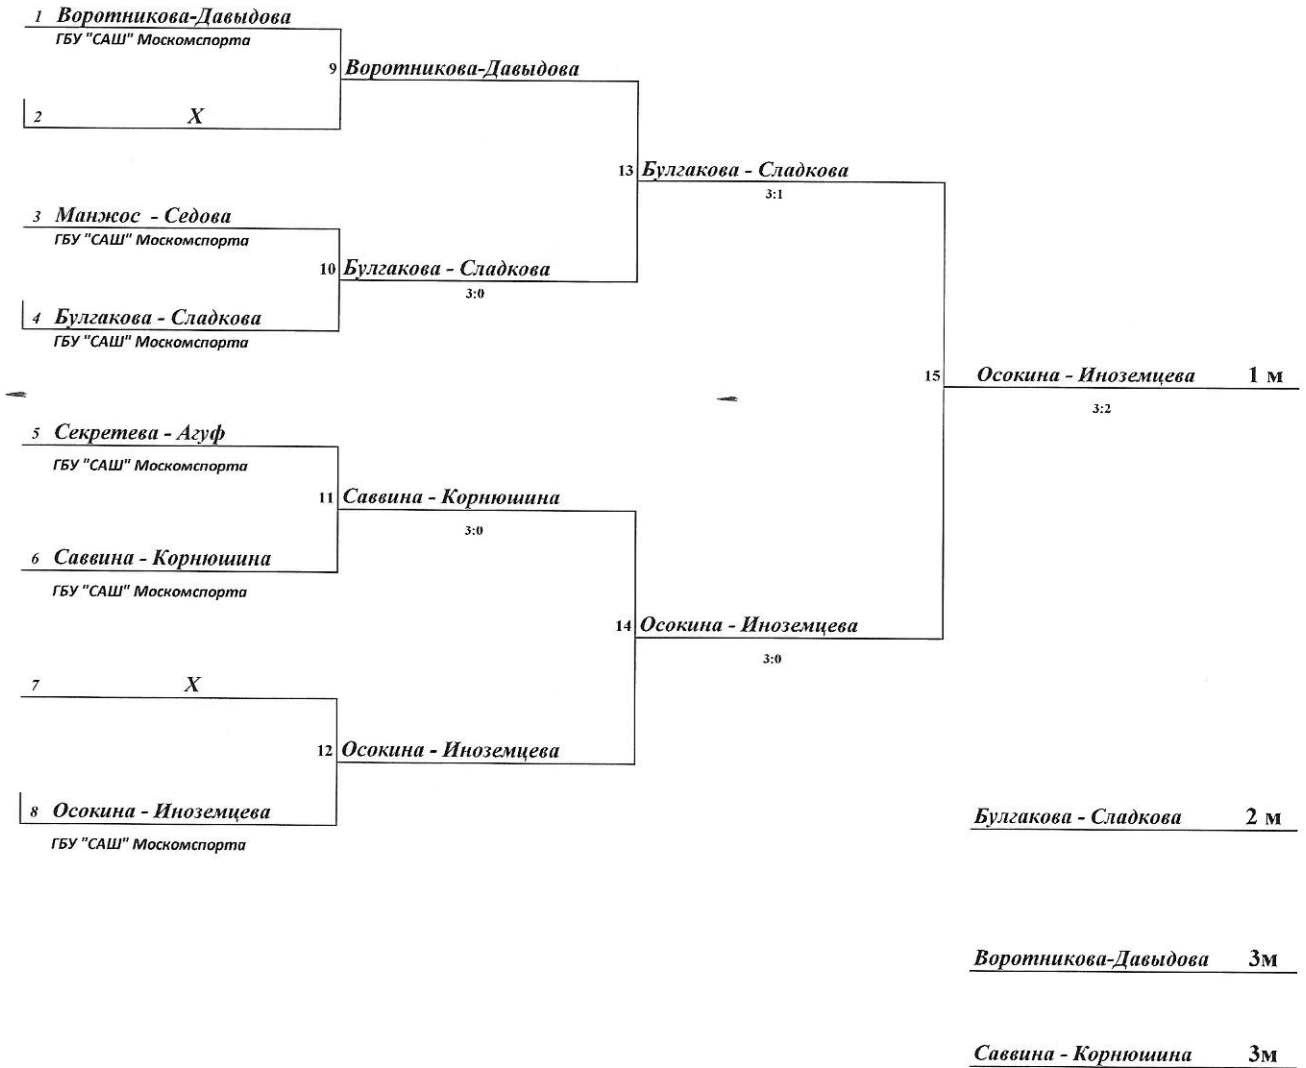 1 Воротникова-Давыдова
ГБУ "САШ" Москомспорта
9 Воротникова-Давыдова
2 X
13 Булгакова - Сладкова
3:1
3 Манжос - Седова
ГБУ "САШ" Москомспорта
10 Булгакова - Сладкова
3:0
4 Булгакова - Сладкова
ГБУ "САШ" Москомспорта
15 Осокина - Иноземцева 1 м
3:2
5 Секретева - Агуф
ГБУ "САШ" Москомспорта
11 Саввина - Корнюшина
3:0
6 Саввина - Корнюшина
ГБУ "САШ" Москомспорта
14 Осокина - Иноземцева
3:0
7 X
12 Осокина - Иноземцева
8 Осокина - Иноземцева
ГБУ "САШ" Москомспорта
Булгакова - Сладкова 2 м
Воротникова-Давыдова 3м
Саввина - Корнюшина 3м